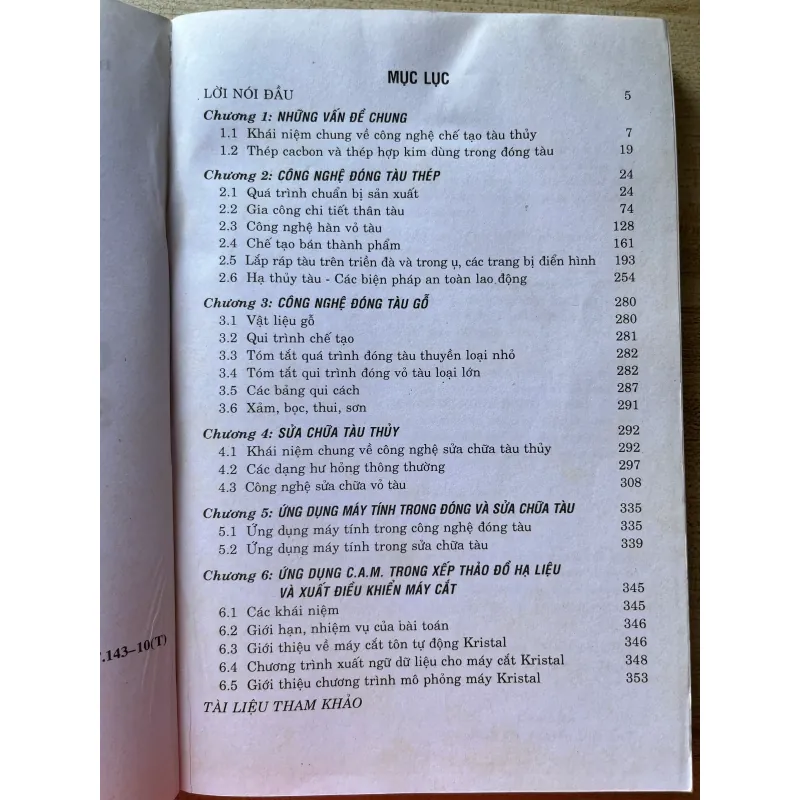 MỤC LỤC
LỜI NÓI ĐẦU 5
Chương 1: NHỮNG VẤN ĐỀ CHUNG
1.1 Khái niệm chung về công nghệ chế tạo tàu thủy 7
1.2 Thép cacbon và thép hợp kim dùng trong đóng tàu 19
Chương 2: CÔNG NGHỆ ĐÓNG TÀU THÉP 24
2.1 Quá trình chuẩn bị sản xuất 24
2.2 Gia công chi tiết thân tàu 74
2.3 Công nghệ hàn vỏ tàu 128
2.4 Chế tạo bán thành phẩm 161
2.5 Lắp ráp tàu trên triền đà và trong ụ, các trang bị điển hình 193
2.6 Hạ thủy tàu - Các biện pháp an toàn lao động 254
Chương 3: CÔNG NGHỆ ĐÓNG TÀU GỖ 280
3.1 Vật liệu gỗ 280
3.2 Qui trình chế tạo 281
3.3 Tóm tắt quá trình đóng tàu thuyền loại nhỏ 282
3.4 Tóm tắt qui trình đóng vỏ tàu loại lớn 282
3.5 Các bảng qui cách 287
3.6 Xảm, bọc, thui, sơn 291
Chương 4: SỬA CHỮA TÀU THỦY 292
4.1 Khái niệm chung về công nghệ sửa chữa tàu thủy 292
4.2 Các dạng hư hỏng thông thường 297
4.3 Công nghệ sửa chữa vỏ tàu 308
Chương 5: ỨNG DỤNG MÁY TÍNH TRONG ĐÓNG VÀ SỬA CHỮA TÀU 335
5.1 Ứng dụng máy tính trong công nghệ đóng tàu 335
5.2 Ứng dụng máy tính trong sửa chữa tàu 339
Chương 6: ỨNG DỤNG C.A.M. TRONG XẾP THẢO ĐỒ HẠ LIỆU
VÀ XUẤT ĐIỀU KHIỂN MÁY CẮT 345
6.1 Các khái niệm 345
6.2 Giới hạn, nhiệm vụ của bài toán 346
6.3 Giới thiệu về máy cắt tôn tự động Kristal 346
6.4 Chương trình xuất ngữ dữ liệu cho máy cắt Kristal 348
6.5 Giới thiệu chương trình mô phỏng máy Kristal 353
TÀI LIỆU THAM KHẢO
.143–10(T)